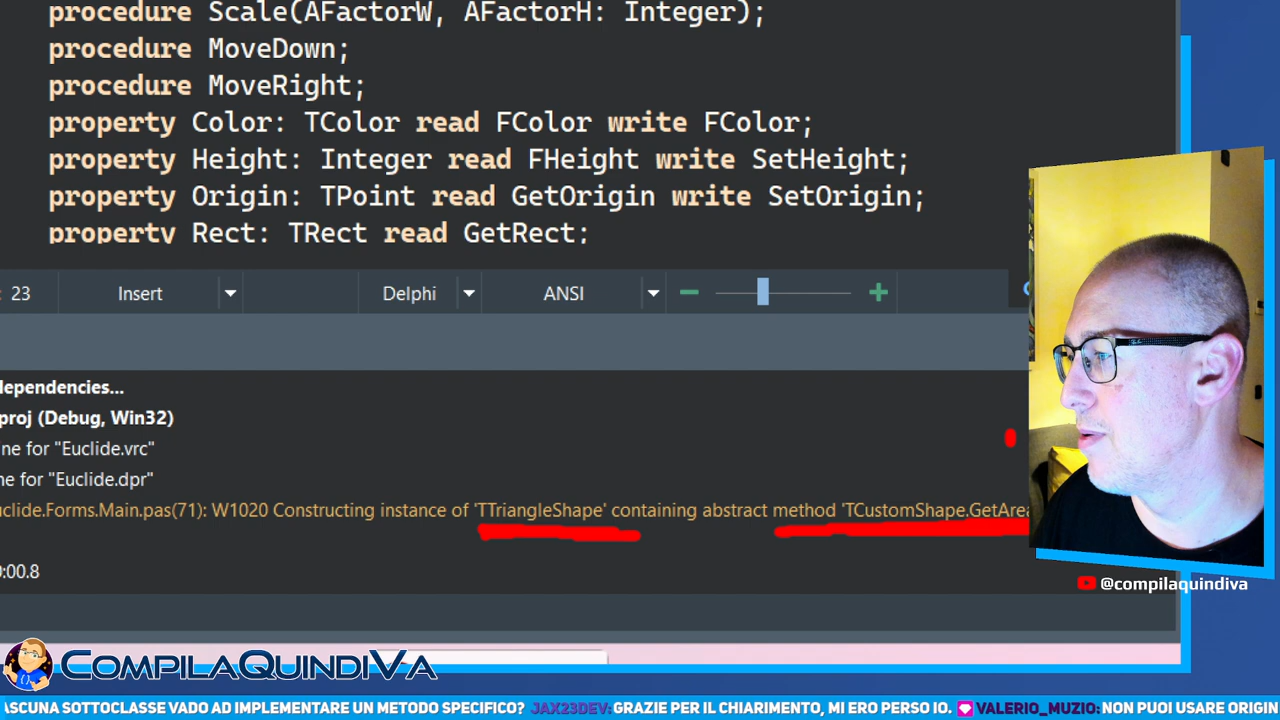 procedure Scale(AFactorW, AFactorH: Integer);
procedure MoveDown;
procedure MoveRight;
property Color: TColor read FColor write FColor;
property Height: Integer read FHeight write SetHeight;
property Origin: TPoint read GetOrigin write SetOrigin;
property Rect: TRect read GetRect;
23 Insert Delphi ANSI
dependencies...
proj (Debug, Win32)
ne for "Euclide.vrc"
ne for "Euclide.dpr"
uclide.Forms.Main.pas(71): W1020 Constructing instance of 'TTriangleShape' containing abstract method 'TCustomShape.GetArea
:00.8
@compilaquindiva
COMPILAQUINDIVA
ASCUNA SOTTOCLASSE VADO AD IMPLEMENTARE UN METODO SPECIFICO? JAX23DEV: GRAZIE PER IL CHIARIMENTO, MI ERO PERSO IO. VALERIO_MUZIO: NON PUOI USARE ORIGIN